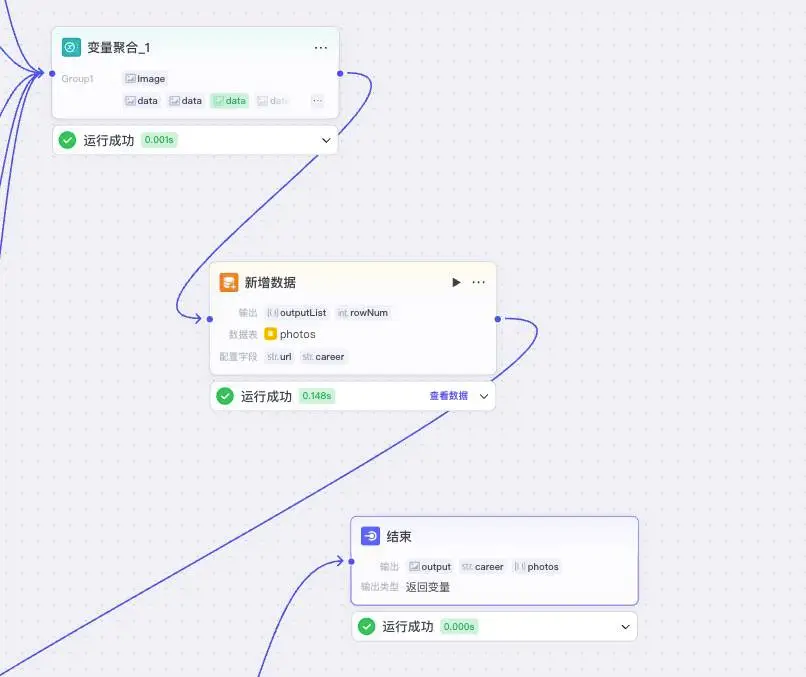 变量聚合_1
Group1 Image
data data data data
运行成功 0.001s
新增数据
输出 [()] outputList int. rowNum
数据表 photos
配置字段 str. url str. career
运行成功 0.148s 查看数据
结束
输出 output str. career [()] photos
输出类型 返回变量
运行成功 0.000s